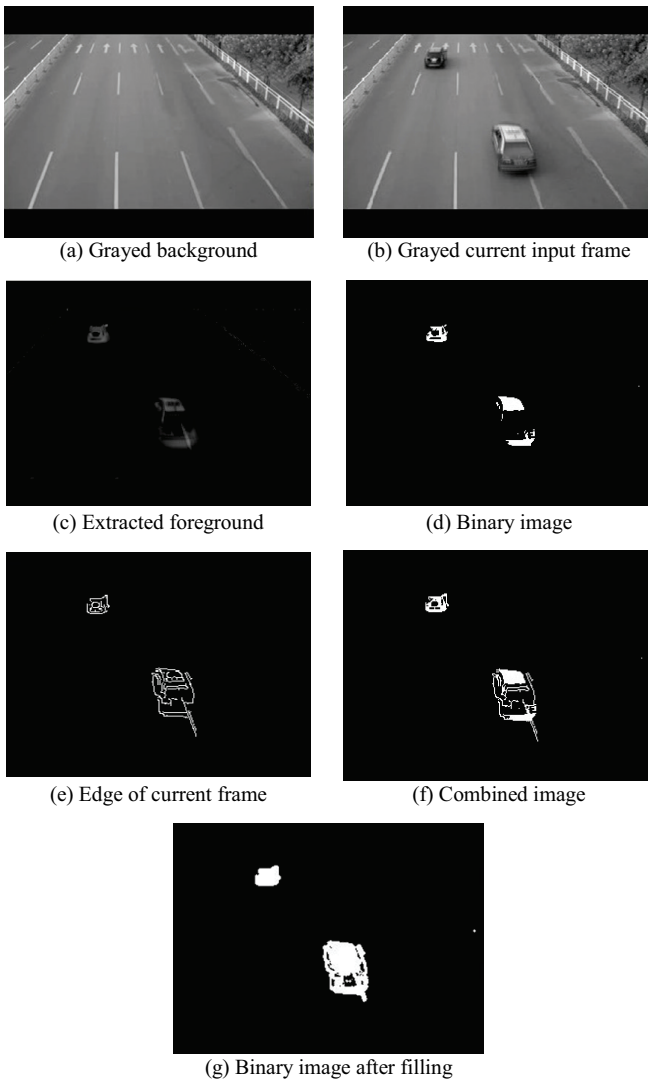 (a) Grayed background
(b) Grayed current input frame
(c) Extracted foreground
(d) Binary image
(e) Edge of current frame
(f) Combined image
(g) Binary image after filling